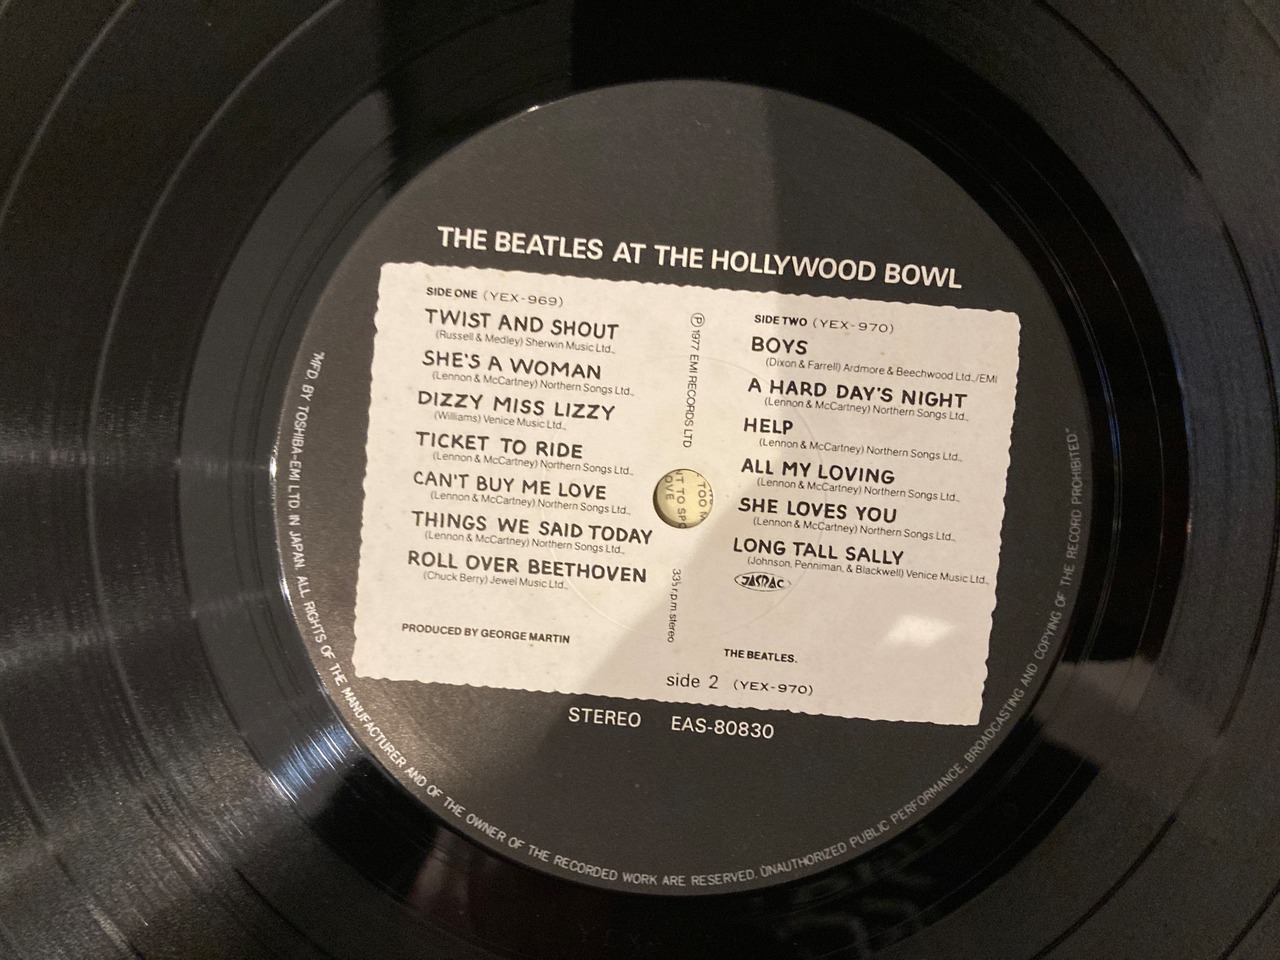 THE BEATLES AT THE HOLLYWOOD BOWL
SIDE ONE (YEX-969)
TWIST AND SHOUT
(Russell & Medley) Sherwin Music Ltd.,
SHE'S A WOMAN
(Lennon & McCartney) Northern Songs Ltd.,
DIZZY MISS LIZZY
(Williams) Venice Music Ltd.,
TICKET TO RIDE
(Lennon & McCartney) Northern Songs Ltd.,
CAN'T BUY ME LOVE
(Lennon & McCartney) Northern Songs Ltd.,
THINGS WE SAID TODAY
(Lennon & McCartney) Northern Songs Ltd.,
ROLL OVER BEETHOVEN
(Chuck Berry) Jewel Music Ltd.,
PRODUCED BY GEORGE MARTIN
Ⓟ 1977 EMI RECORDS LTD
33⅓ r.p.m. stereo
SIDE TWO (YEX-970)
BOYS
(Dixon & Farrell) Ardmore & Beechwood Ltd.,/EMI
A HARD DAY'S NIGHT
(Lennon & McCartney) Northern Songs Ltd.,
HELP
(Lennon & McCartney) Northern Songs Ltd.,
ALL MY LOVING
(Lennon & McCartney) Northern Songs Ltd.,
SHE LOVES YOU
(Lennon & McCartney) Northern Songs Ltd.,
LONG TALL SALLY
(Johnson, Penniman, & Blackwell) Venice Music Ltd.,
JASRAC
THE BEATLES.
side 2 (YEX-970)
STEREO EAS-80830
"MFD. BY TOSHIBA-EMI LTD. IN JAPAN. ALL RIGHTS OF THE MANUFACTURER AND OF THE OWNER OF THE RECORDED WORK ARE RESERVED. UNAUTHORIZED PUBLIC PERFORMANCE, BROADCASTING AND COPYING OF THE RECORD PROHIBITED."